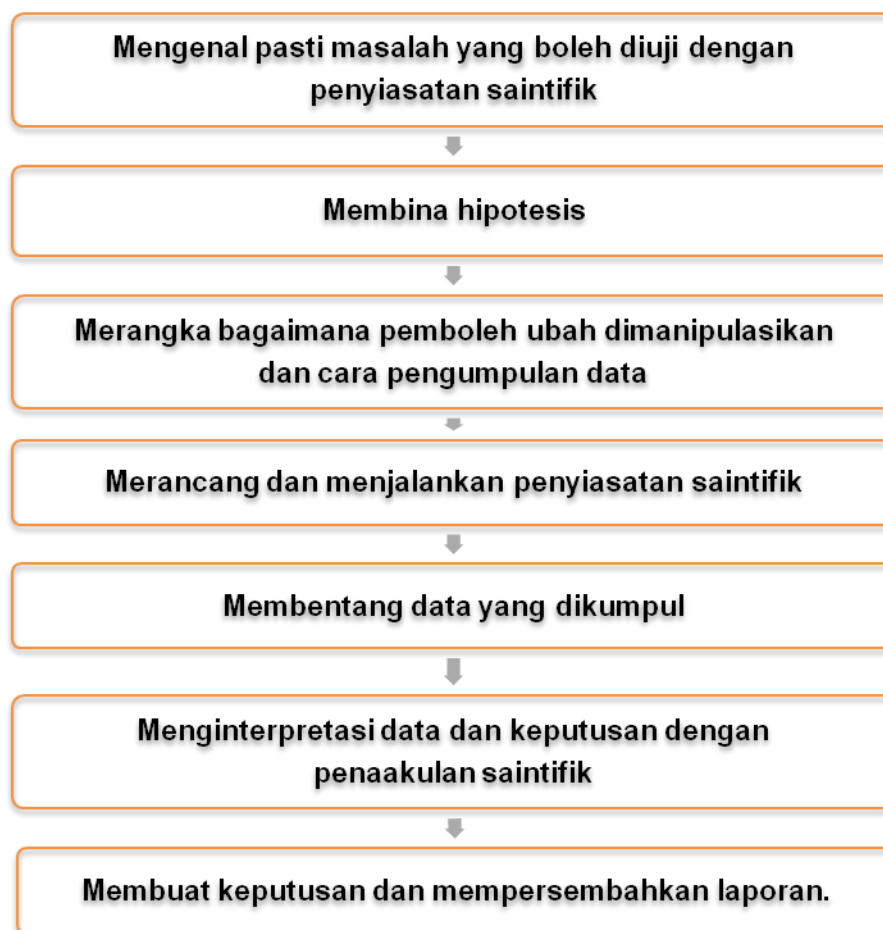 Mengenal pasti masalah yang boleh diuji dengan
penyiasatan saintifik
Membina hipotesis
Merangka bagaimana pemboleh ubah dimanipulasikan
dan cara pengumpulan data
Merancang dan menjalankan penyiasatan saintifik
Membentang data yang dikumpul
Menginterpretasi data dan keputusan dengan
penaakulan saintifik
Membuat keputusan dan mempersembahkan laporan.